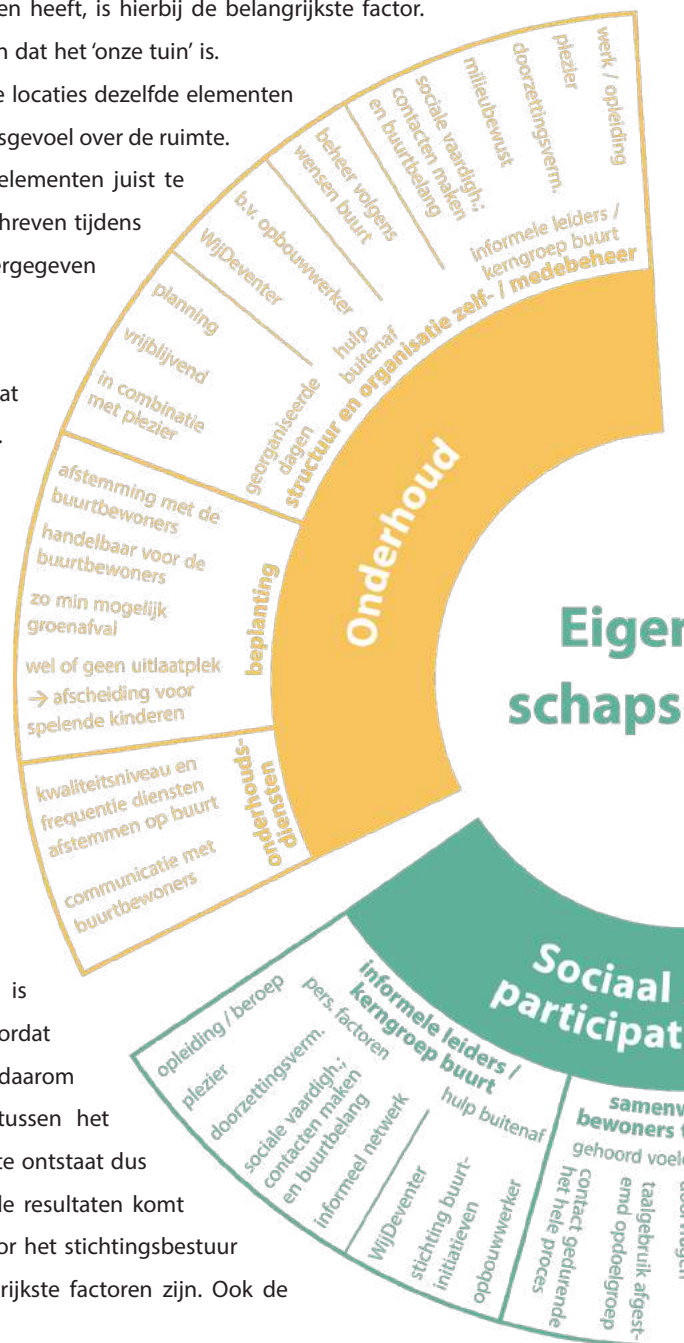 en heeft, is hierbij de belangrijkste factor.
n dat het ‘onze tuin’ is.
e locaties dezelfde elementen
sgevoel over de ruimte.
elementen juist te
hreven tijdens
ergegeven
at
.
werk / opleiding
plezier
doorzettingsverm.
milieubewust
sociale vaardigh.;
contacten maken
en buurtbelang
informele leiders /
kerngroep buurt
beheer volgens
wensen buurt
b.v. opbouwwerker
WijDeventer
hulp
buitenaf
planning
vrijblijvend
in combinatie
met plezier
georganiseerde
dagen
structuur en organisatie zelf- / medebeheer
afstemming met de
buurtbewoners
handelbaar voor de
buurtbewoners
zo min mogelijk
groenafval
wel of geen uitlaatplek
→ afscheiding voor
spelende kinderen
beplanting
kwaliteitsniveau en
frequentie diensten
afstemmen op buurt
communicatie met
buurtbewoners
onderhouds-
diensten
Onderhoud
Eiger
schaps
Sociaal
participat
informele leiders /
kerngroep buurt
pers. factoren
opleiding / beroep
plezier
doorzettingsverm.
sociale vaardigh.;
contacten maken
en buurtbelang
informeel netwerk
hulp buitenaf
WijDeventer
stichting buurt-
initiatieven
opbouwwerker
samenw
bewoners
gehoord voele
contact gedurende
het hele proces
taalgebruik afgest-
emd opdoelgroep
is
ordat
daarom
tussen het
te ontstaat dus
de resultaten komt
or het stichtingsbestuur
rijkste factoren zijn. Ook de